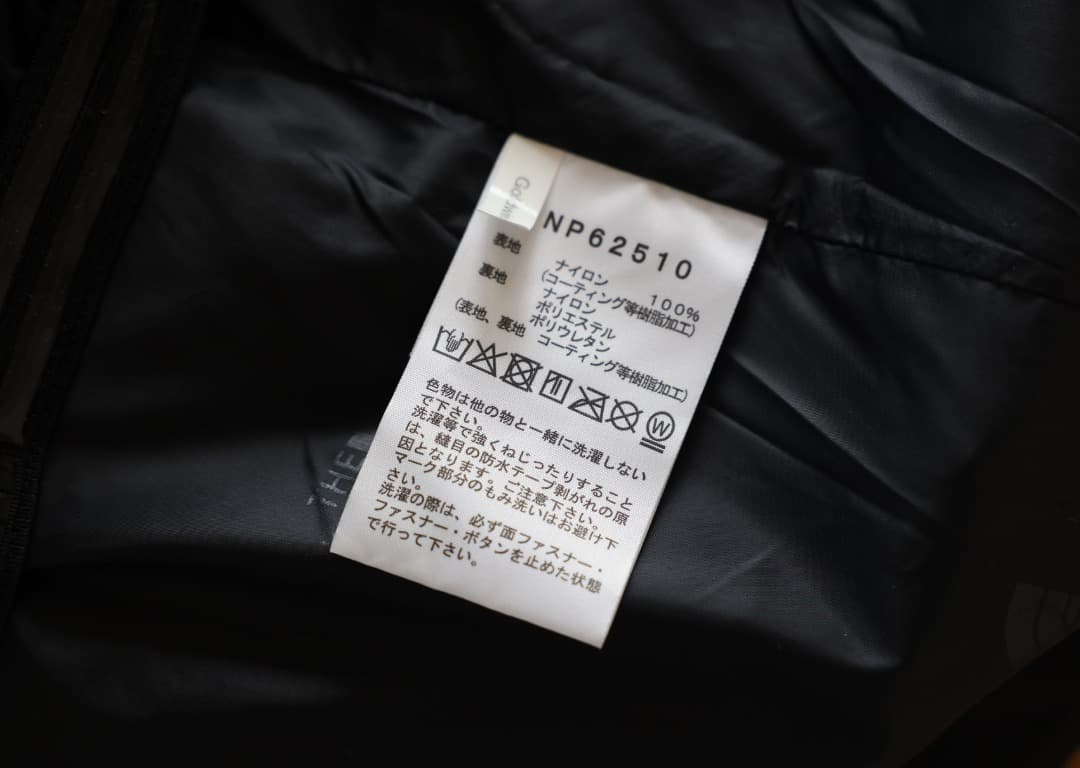 NP62510
表地
ナイロン 100%
(コーティング等樹脂加工)
裏地
ナイロン
ポリエステル
ポリウレタン
(表地、裏地 コーティング等樹脂加工)
W
色物は他の物と一緒に洗濯しない
で下さい。
洗濯等で強くねじったりすること
は、縫目の防水テープ剥がれの原
因となります。ご注意下さい。
マーク部分のもみ洗いはお避け下
さい。
洗濯の際は、必ず面ファスナー・
ファスナー・ボタンを止めた状態
で行って下さい。